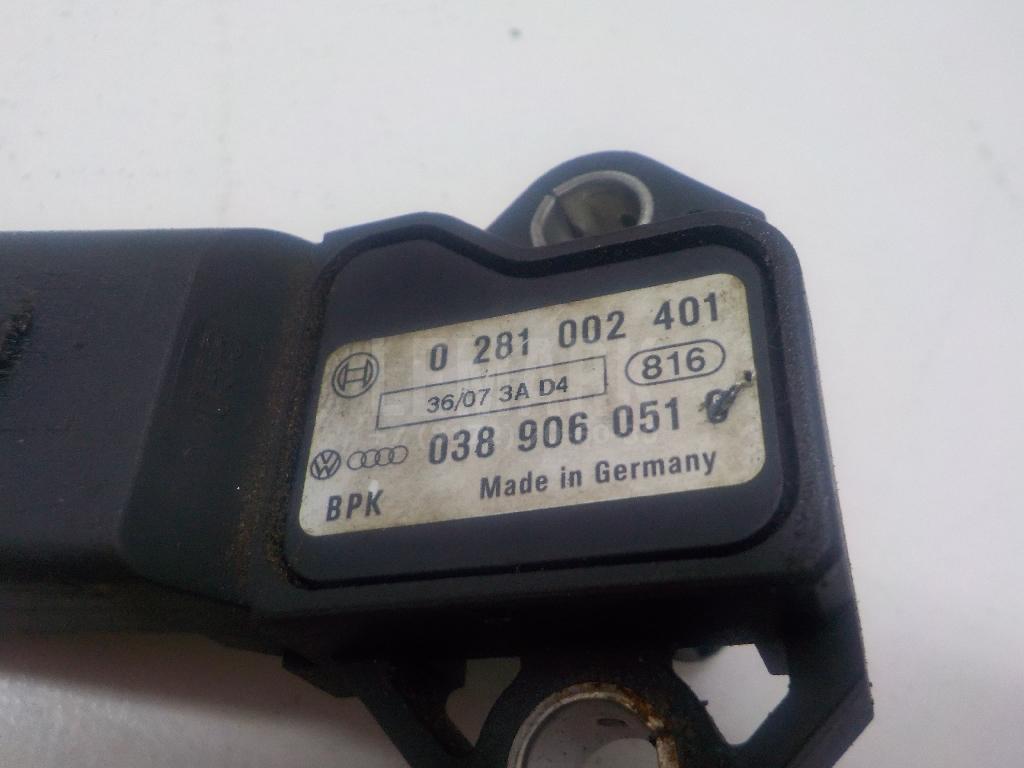 0 281 002 401
36/07 3A D4
816
038 906 051
BPK
Made in Germany